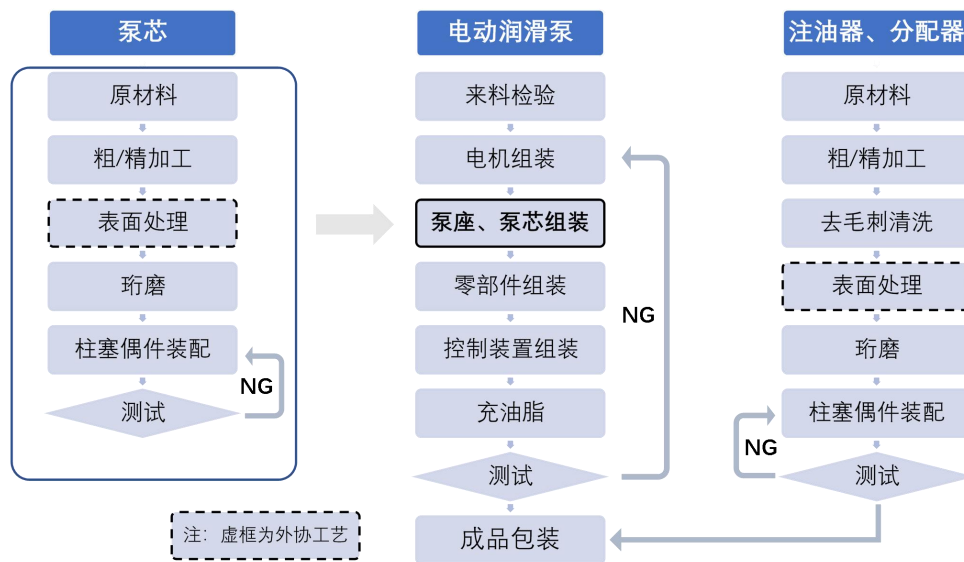 泵芯
原材料
粗/精加工
表面处理
珩磨
柱塞偶件装配
NG
测试
电动润滑泵
来料检验
电机组装
泵座、泵芯组装
零部件组装
NG
控制装置组装
充油脂
测试
成品包装
注油器、分配器
原材料
粗/精加工
去毛刺清洗
表面处理
珩磨
柱塞偶件装配
NG
测试
注：虚框为外协工艺